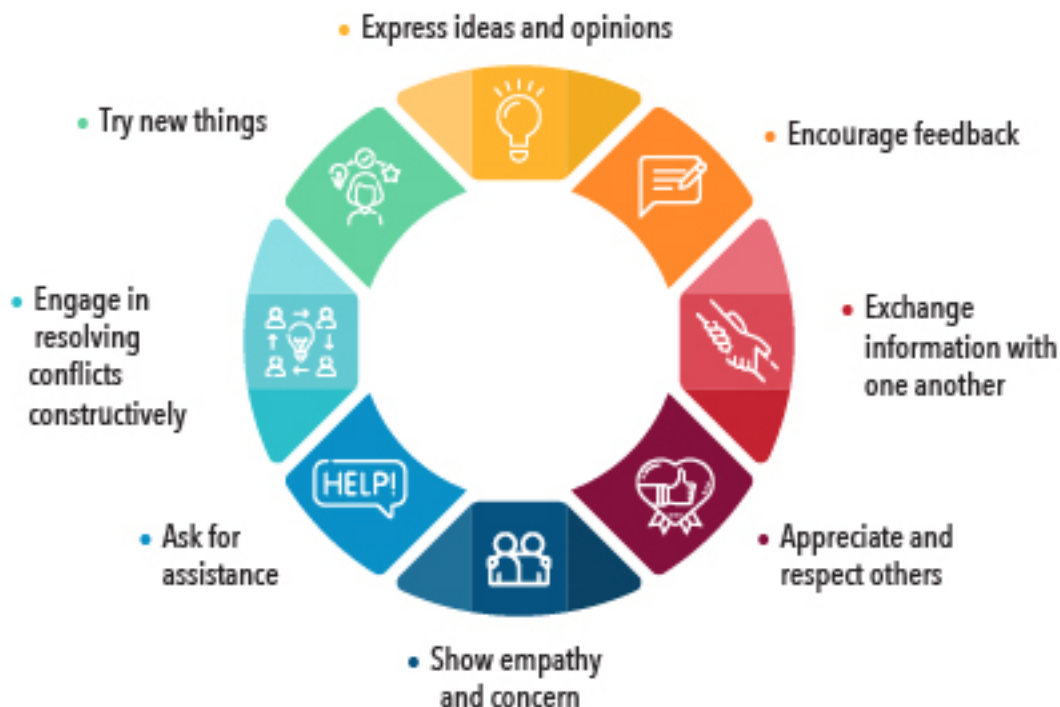 Express ideas and opinions
Encourage feedback
Exchange
information with
one another
Appreciate and
respect others
Show empathy
and concern
Ask for
assistance
HELP!
Engage in
resolving
conflicts
constructively
Try new things